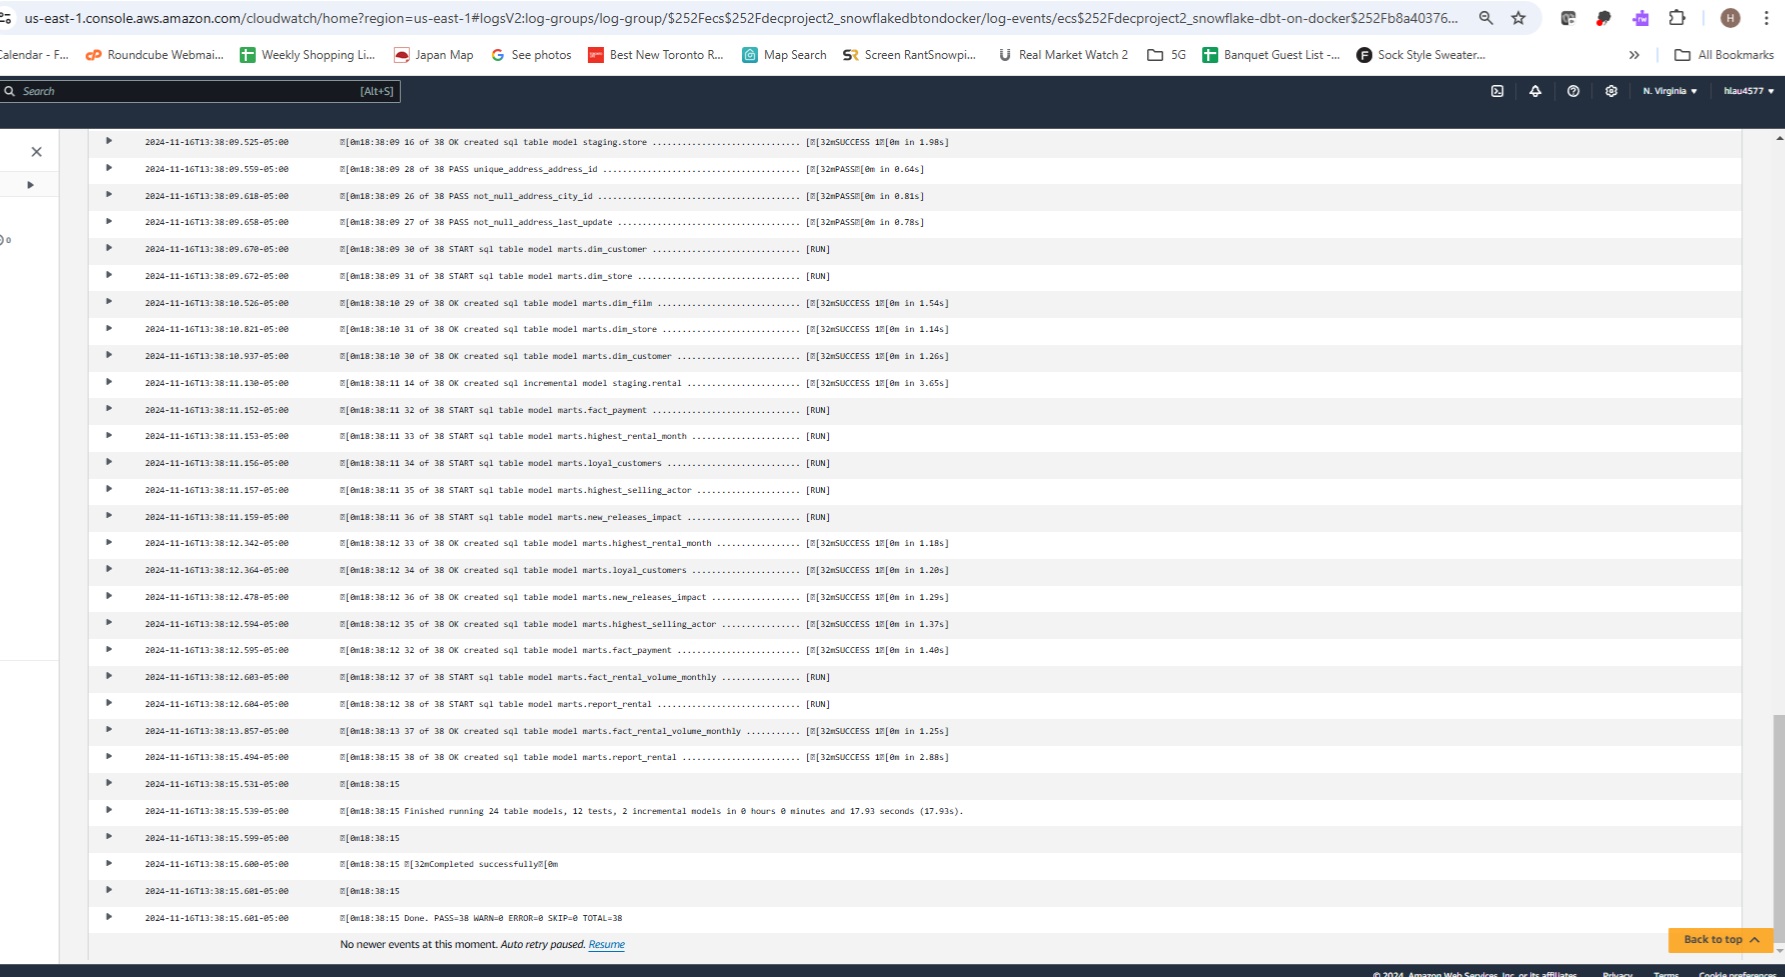 us-east-1.console.aws.amazon.com/cloudwatch/home?region=us-east-1#logsV2:log-groups/log-group/$252Fecs$252Fdecproject2_snowflakedbtondocker/log-events/ecs$252Fdecproject2_snowflake-dbt-on-docker$252Fb8a40376... H
Calendar - F... Roundcube Webmai... Weekly Shopping Li... Japan Map See photos Best New Toronto R... Map Search Screen RantSnowpi... Real Market Watch 2 5G Banquet Guest List -... Sock Style Sweater... » All Bookmarks
Search [Alt+S] N. Virginia hlau4577
2024-11-16T13:38:09.525-05:00 [0m18:38:09 16 of 38 OK created sql table model staging.store .............................. [[32mSUCCESS 1[0m in 1.98s]
2024-11-16T13:38:09.559-05:00 [0m18:38:09 28 of 38 PASS unique_address_address_id ........................................ [[32mPASS[0m in 0.64s]
2024-11-16T13:38:09.618-05:00 [0m18:38:09 26 of 38 PASS not_null_address_city_id ......................................... [[32mPASS[0m in 0.81s]
2024-11-16T13:38:09.658-05:00 [0m18:38:09 27 of 38 PASS not_null_address_last_update ..................................... [[32mPASS[0m in 0.78s]
2024-11-16T13:38:09.670-05:00 [0m18:38:09 30 of 38 START sql table model marts.dim_customer .............................. [RUN]
2024-11-16T13:38:09.672-05:00 [0m18:38:09 31 of 38 START sql table model marts.dim_store ................................. [RUN]
2024-11-16T13:38:10.526-05:00 [0m18:38:10 29 of 38 OK created sql table model marts.dim_film ............................. [[32mSUCCESS 1[0m in 1.54s]
2024-11-16T13:38:10.821-05:00 [0m18:38:10 31 of 38 OK created sql table model marts.dim_store ............................ [[32mSUCCESS 1[0m in 1.14s]
2024-11-16T13:38:10.937-05:00 [0m18:38:10 30 of 38 OK created sql table model marts.dim_customer ......................... [[32mSUCCESS 1[0m in 1.26s]
2024-11-16T13:38:11.130-05:00 [0m18:38:11 14 of 38 OK created sql incremental model staging.rental ....................... [[32mSUCCESS 1[0m in 3.65s]
2024-11-16T13:38:11.152-05:00 [0m18:38:11 32 of 38 START sql table model marts.fact_payment .............................. [RUN]
2024-11-16T13:38:11.153-05:00 [0m18:38:11 33 of 38 START sql table model marts.highest_rental_month ...................... [RUN]
2024-11-16T13:38:11.156-05:00 [0m18:38:11 34 of 38 START sql table model marts.loyal_customers ........................... [RUN]
2024-11-16T13:38:11.157-05:00 [0m18:38:11 35 of 38 START sql table model marts.highest_selling_actor ..................... [RUN]
2024-11-16T13:38:11.159-05:00 [0m18:38:11 36 of 38 START sql table model marts.new_releases_impact ....................... [RUN]
2024-11-16T13:38:12.342-05:00 [0m18:38:12 33 of 38 OK created sql table model marts.highest_rental_month ................. [[32mSUCCESS 1[0m in 1.18s]
2024-11-16T13:38:12.364-05:00 [0m18:38:12 34 of 38 OK created sql table model marts.loyal_customers ...................... [[32mSUCCESS 1[0m in 1.20s]
2024-11-16T13:38:12.478-05:00 [0m18:38:12 36 of 38 OK created sql table model marts.new_releases_impact .................. [[32mSUCCESS 1[0m in 1.29s]
2024-11-16T13:38:12.594-05:00 [0m18:38:12 35 of 38 OK created sql table model marts.highest_selling_actor ................ [[32mSUCCESS 1[0m in 1.37s]
2024-11-16T13:38:12.595-05:00 [0m18:38:12 32 of 38 OK created sql table model marts.fact_payment ......................... [[32mSUCCESS 1[0m in 1.40s]
2024-11-16T13:38:12.603-05:00 [0m18:38:12 37 of 38 START sql table model marts.fact_rental_volume_monthly ................ [RUN]
2024-11-16T13:38:12.604-05:00 [0m18:38:12 38 of 38 START sql table model marts.report_rental ............................. [RUN]
2024-11-16T13:38:13.857-05:00 [0m18:38:13 37 of 38 OK created sql table model marts.fact_rental_volume_monthly ........... [[32mSUCCESS 1[0m in 1.25s]
2024-11-16T13:38:15.494-05:00 [0m18:38:15 38 of 38 OK created sql table model marts.report_rental ........................ [[32mSUCCESS 1[0m in 2.88s]
2024-11-16T13:38:15.531-05:00 [0m18:38:15
2024-11-16T13:38:15.539-05:00 [0m18:38:15 Finished running 24 table models, 12 tests, 2 incremental models in 0 hours 0 minutes and 17.93 seconds (17.93s).
2024-11-16T13:38:15.599-05:00 [0m18:38:15
2024-11-16T13:38:15.600-05:00 [0m18:38:15 [32mCompleted successfully[0m
2024-11-16T13:38:15.601-05:00 [0m18:38:15
2024-11-16T13:38:15.601-05:00 [0m18:38:15 Done. PASS=38 WARN=0 ERROR=0 SKIP=0 TOTAL=38
No newer events at this moment. Auto retry paused. Resume
Back to top
© 2024, Amazon Web Services, Inc. or its affiliates. Privacy Terms Cookie preferences